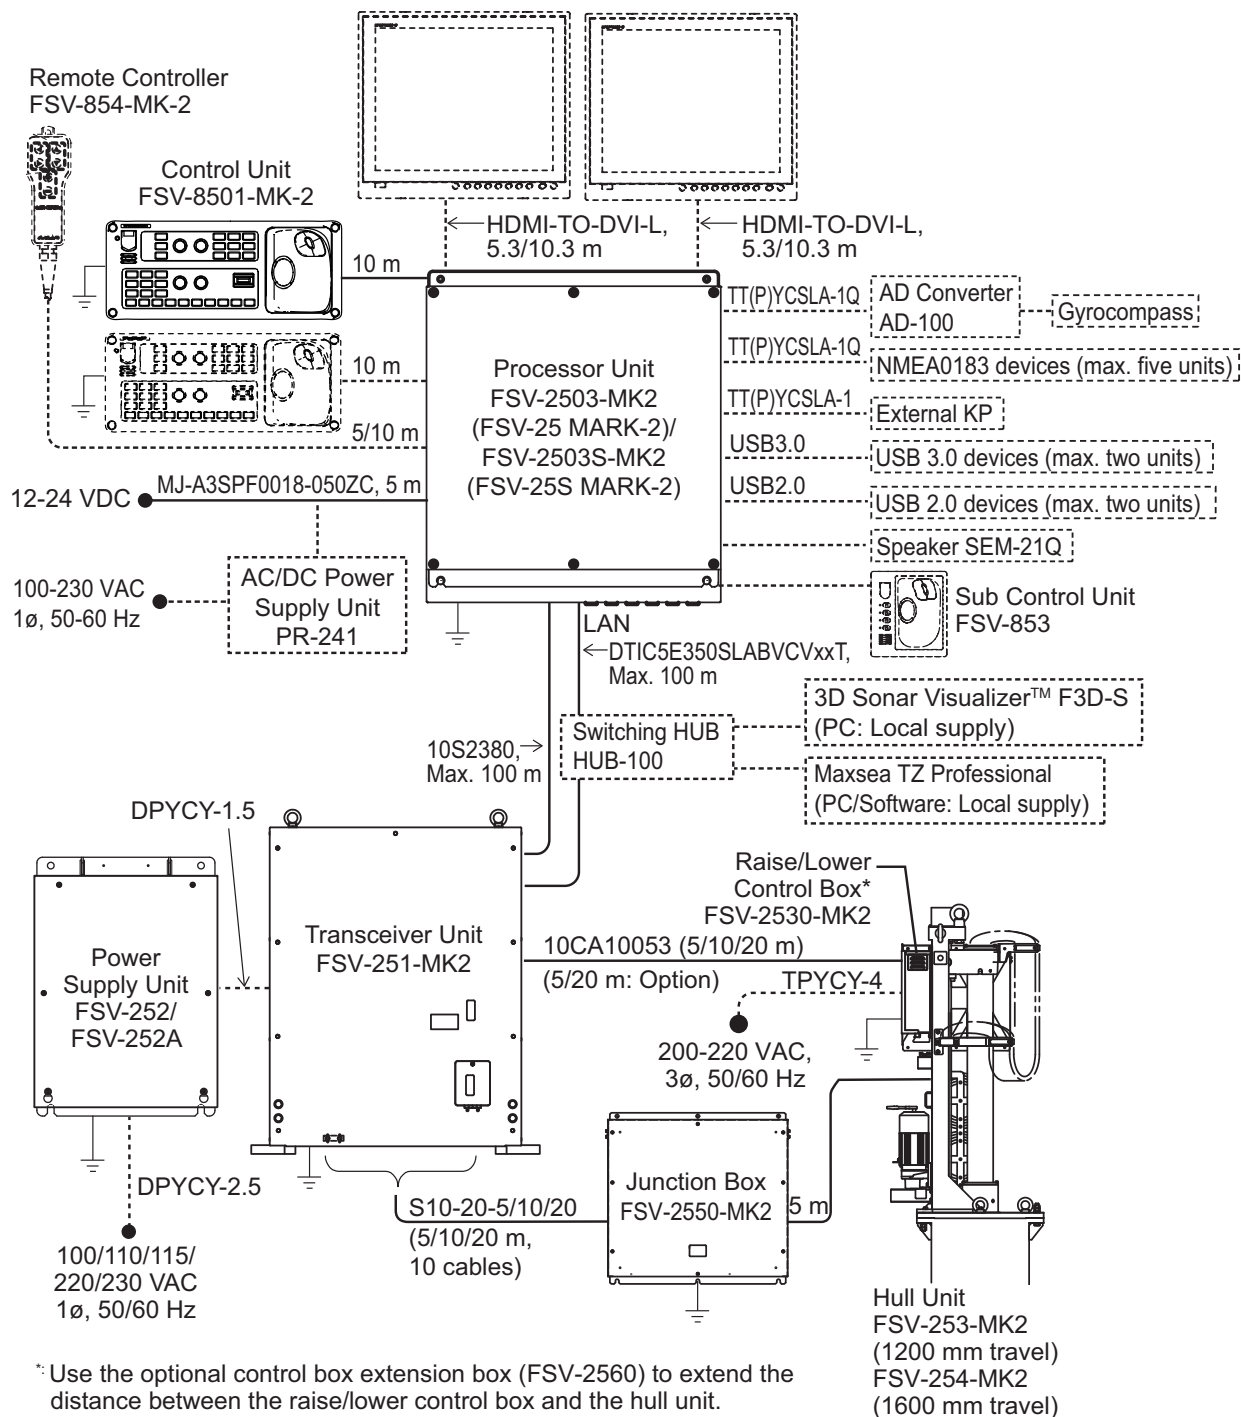 Remote Controller
FSV-854-MK-2
Control Unit
FSV-8501-MK-2
HDMI-TO-DVI-L,
5.3/10.3 m
HDMI-TO-DVI-L,
5.3/10.3 m
10 m
10 m
5/10 m
MJ-A3SPF0018-050ZC, 5 m
12-24 VDC
100-230 VAC
1ø, 50-60 Hz
AC/DC Power
Supply Unit
PR-241
Processor Unit
FSV-2503-MK2
(FSV-25 MARK-2)/
FSV-2503S-MK2
(FSV-25S MARK-2)
TT(P)YCSLA-1Q
AD Converter
AD-100
Gyrocompass
TT(P)YCSLA-1Q
NMEA0183 devices (max. five units)
TT(P)YCSLA-1
External KP
USB3.0
USB 3.0 devices (max. two units)
USB2.0
USB 2.0 devices (max. two units)
Speaker SEM-21Q
Sub Control Unit
FSV-853
LAN
DTIC5E350SLABVCVxxT,
Max. 100 m
10S2380,
Max. 100 m
Switching HUB
HUB-100
3D Sonar Visualizer™ F3D-S
(PC: Local supply)
Maxsea TZ Professional
(PC/Software: Local supply)
DPYCY-1.5
Power
Supply Unit
FSV-252/
FSV-252A
Transceiver Unit
FSV-251-MK2
Raise/Lower
Control Box*
FSV-2530-MK2
10CA10053 (5/10/20 m)
(5/20 m: Option)
TPYCY-4
200-220 VAC,
3ø, 50/60 Hz
DPYCY-2.5
100/110/115/
220/230 VAC
1ø, 50/60 Hz
S10-20-5/10/20
(5/10/20 m,
10 cables)
Junction Box
FSV-2550-MK2
5 m
Hull Unit
FSV-253-MK2
(1200 mm travel)
FSV-254-MK2
(1600 mm travel)
*: Use the optional control box extension box (FSV-2560) to extend the
distance between the raise/lower control box and the hull unit.